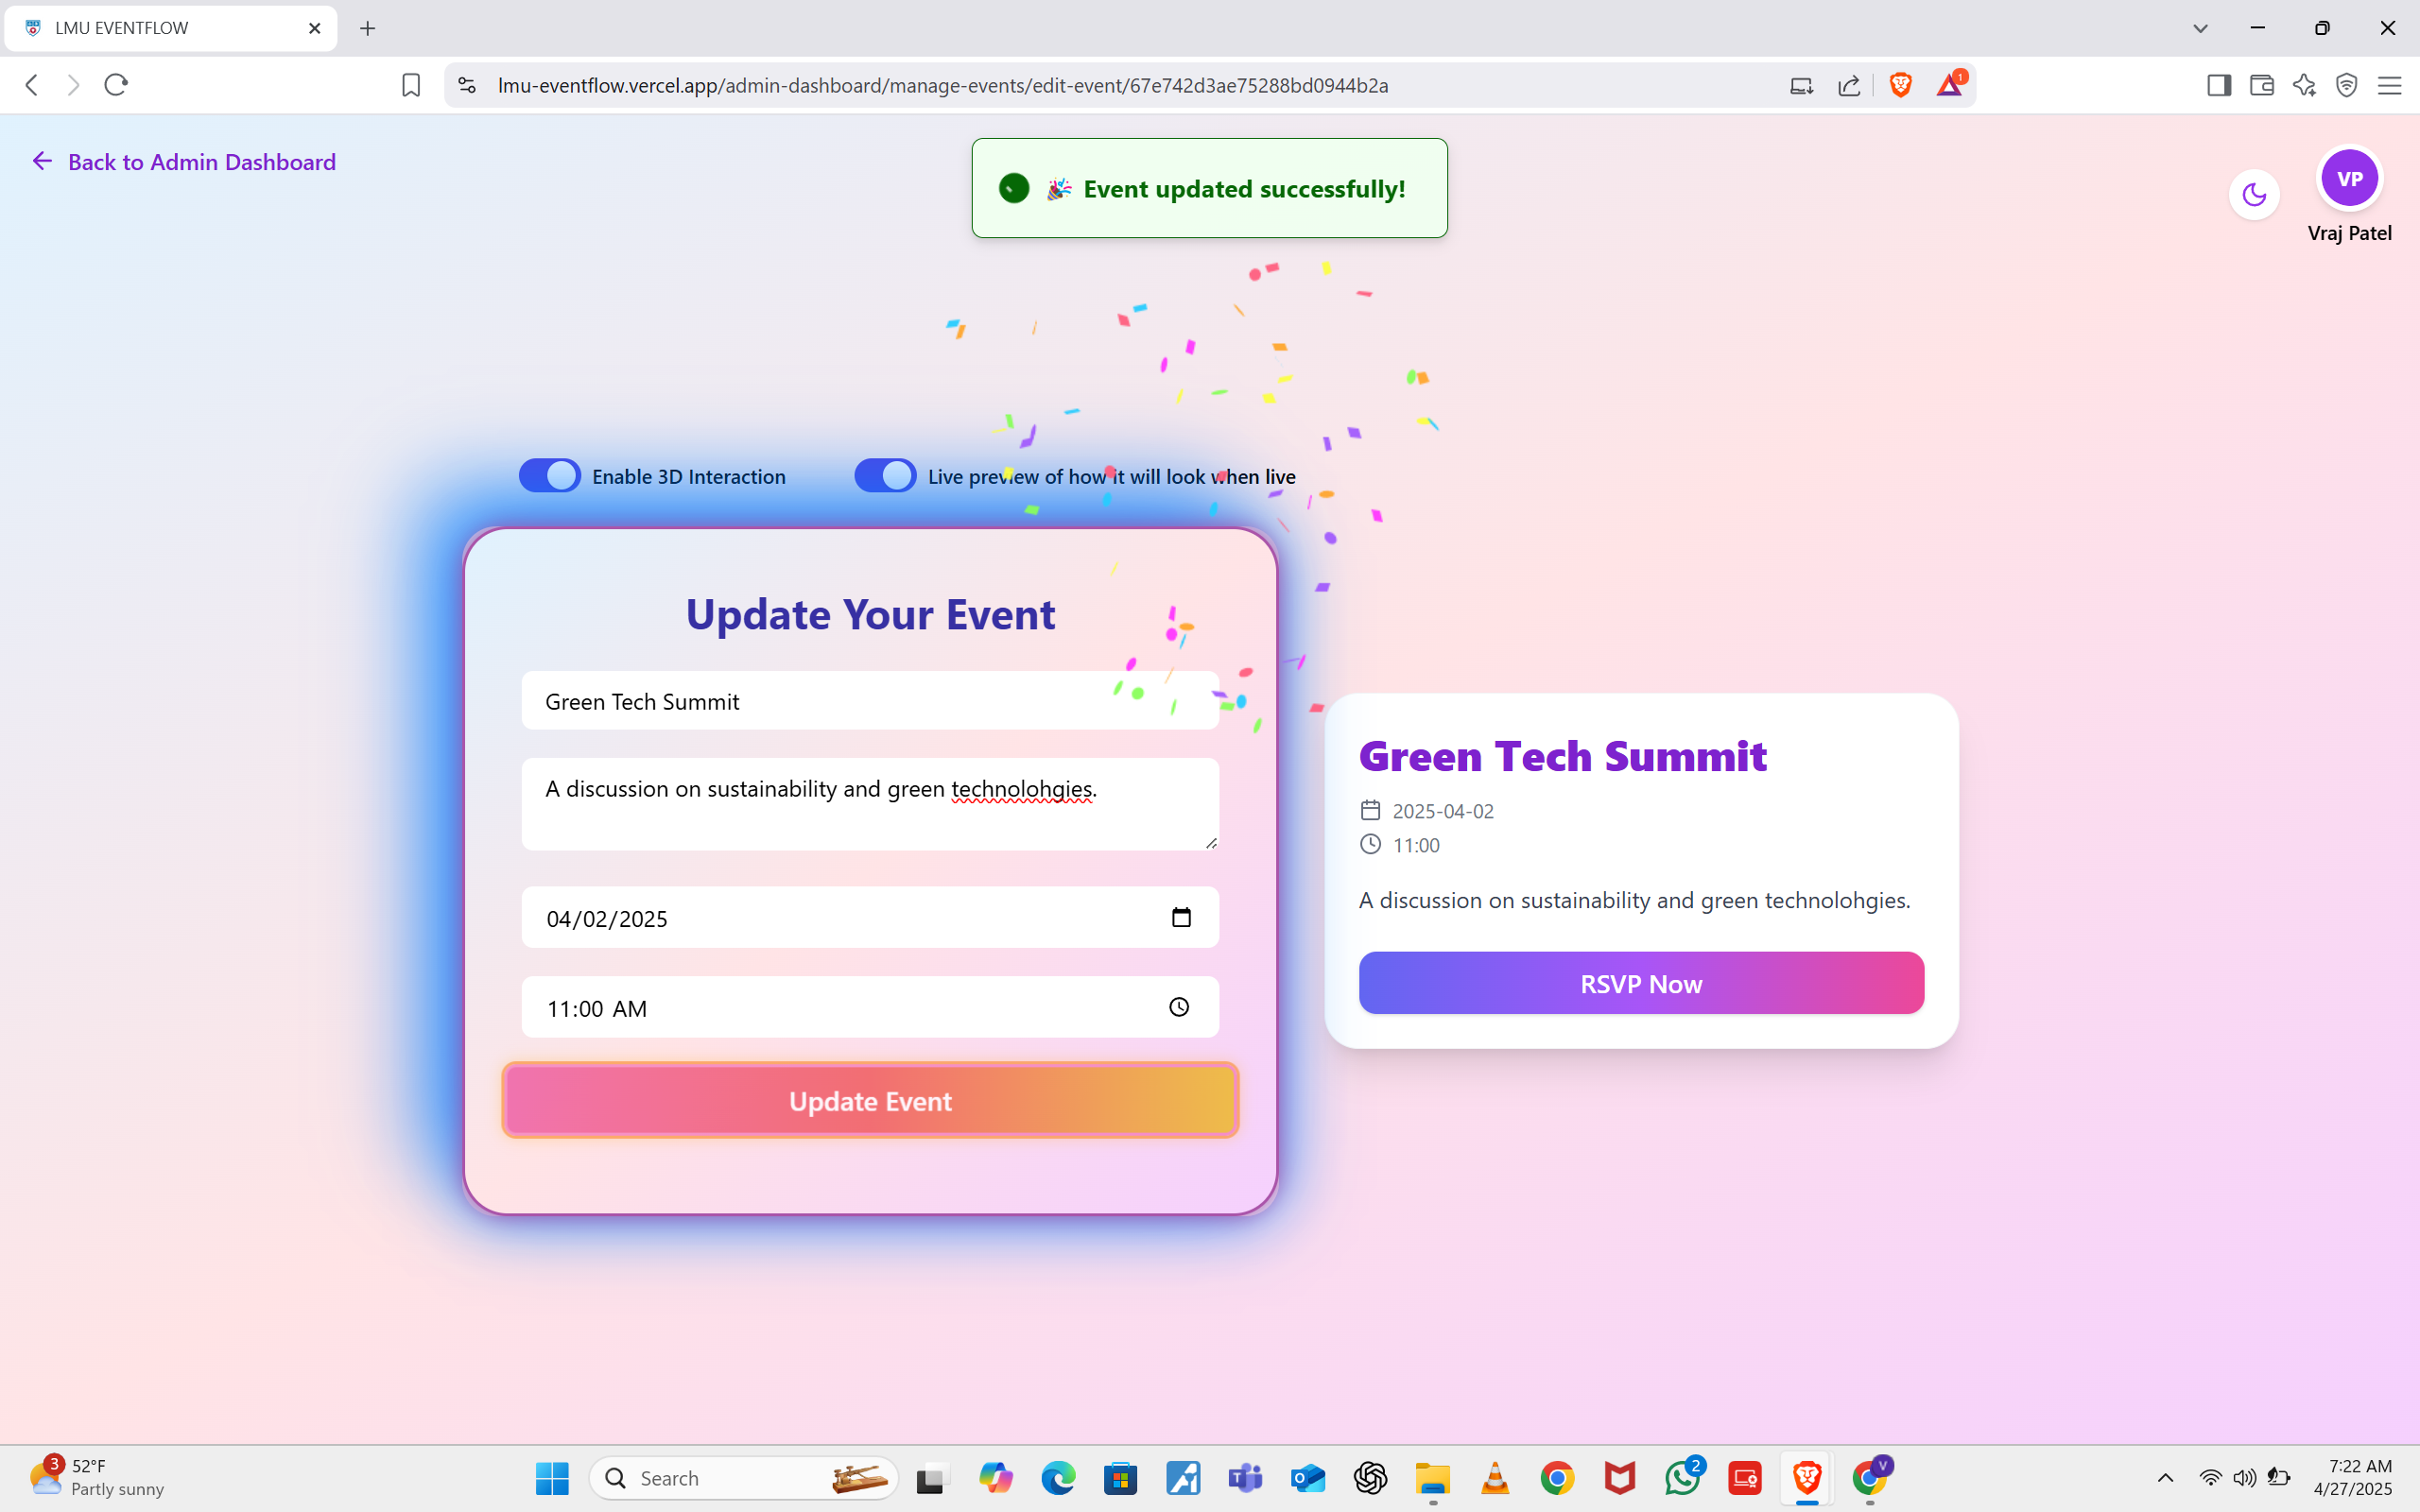 LMU EVENTFLOW
lmu-eventflow.vercel.app/admin-dashboard/manage-events/edit-event/67e742d3ae75288bd0944b2a
1
Back to Admin Dashboard
🎉 Event updated successfully!
VP
Vraj Patel
Enable 3D Interaction
Live preview of how it will look when live
Update Your Event
Green Tech Summit
A discussion on sustainability and green technolohgies.
04/02/2025
11:00 AM
Update Event
Green Tech Summit
2025-04-02
11:00
A discussion on sustainability and green technolohgies.
RSVP Now
3
52°F
Partly sunny
Search
2
V
7:22 AM
4/27/2025